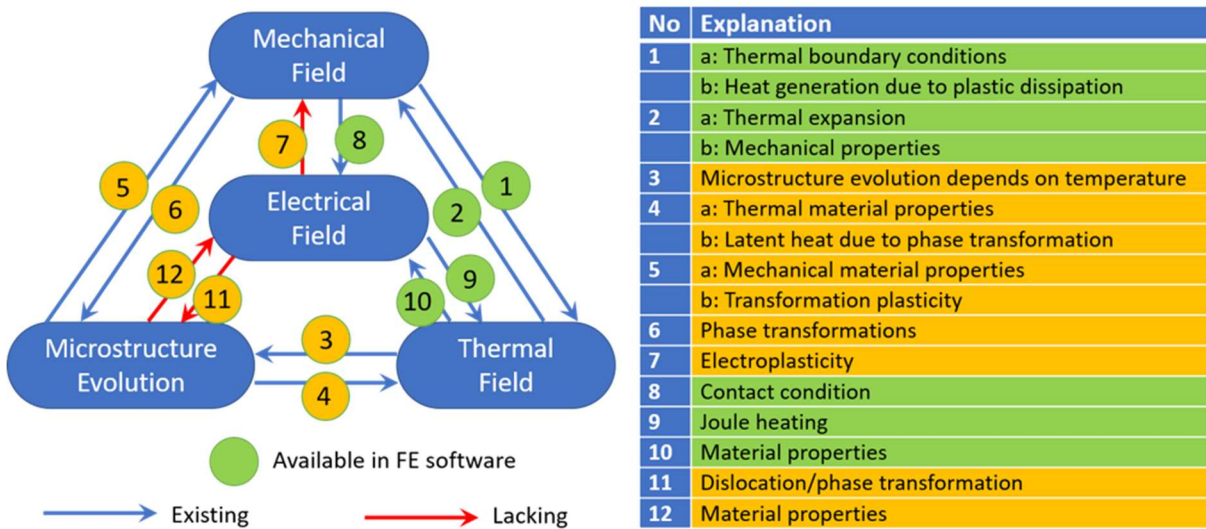 Mechanical
Field
7
8
5
6
1
2
Electrical
Field
12
11
9
10
Microstructure
Evolution
3
4
Thermal
Field
Available in FE software
Existing
Lacking
No Explanation
1 a: Thermal boundary conditions
b: Heat generation due to plastic dissipation
2 a: Thermal expansion
b: Mechanical properties
3 Microstructure evolution depends on temperature
4 a: Thermal material properties
b: Latent heat due to phase transformation
5 a: Mechanical material properties
b: Transformation plasticity
6 Phase transformations
7 Electroplasticity
8 Contact condition
9 Joule heating
10 Material properties
11 Dislocation/phase transformation
12 Material properties